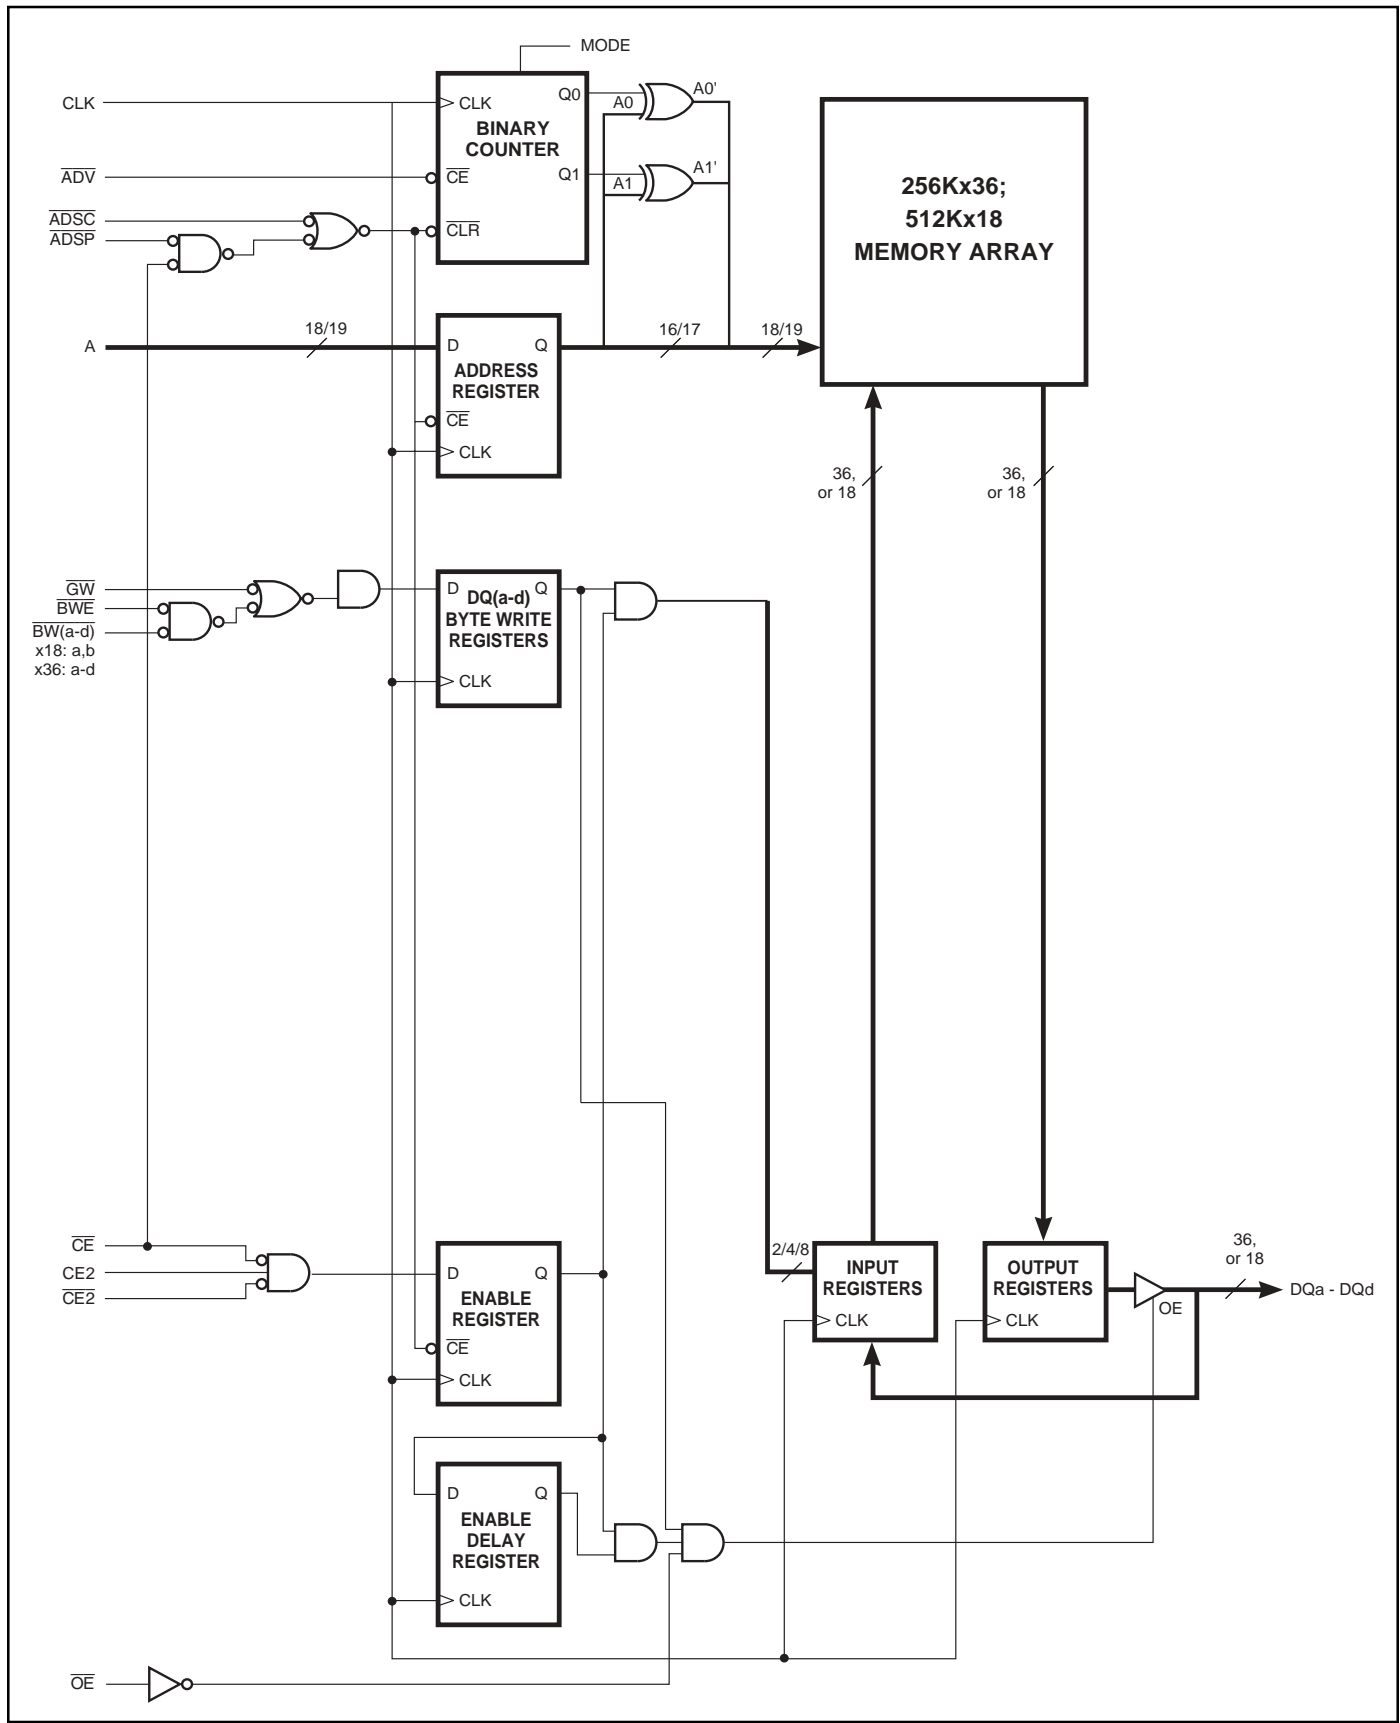 MODE
CLK
CLK
Q0
A0
A0'
BINARY
COUNTER
ADV
CE
Q1
A1
A1'
256Kx36;
512Kx18
MEMORY ARRAY
ADSC
ADSP
CLR
A
18/19
D
Q
16/17
18/19
ADDRESS
REGISTER
CE
CLK
36,
or 18
36,
or 18
GW
BWE
BW(a-d)
x18: a,b
x36: a-d
D
Q
DQ(a-d)
BYTE WRITE
REGISTERS
CLK
CE
CE2
CE2
D
Q
ENABLE
REGISTER
CE
CLK
2/4/8
INPUT
REGISTERS
CLK
OUTPUT
REGISTERS
CLK
OE
36,
or 18
DQa - DQd
D
Q
ENABLE
DELAY
REGISTER
CLK
OE